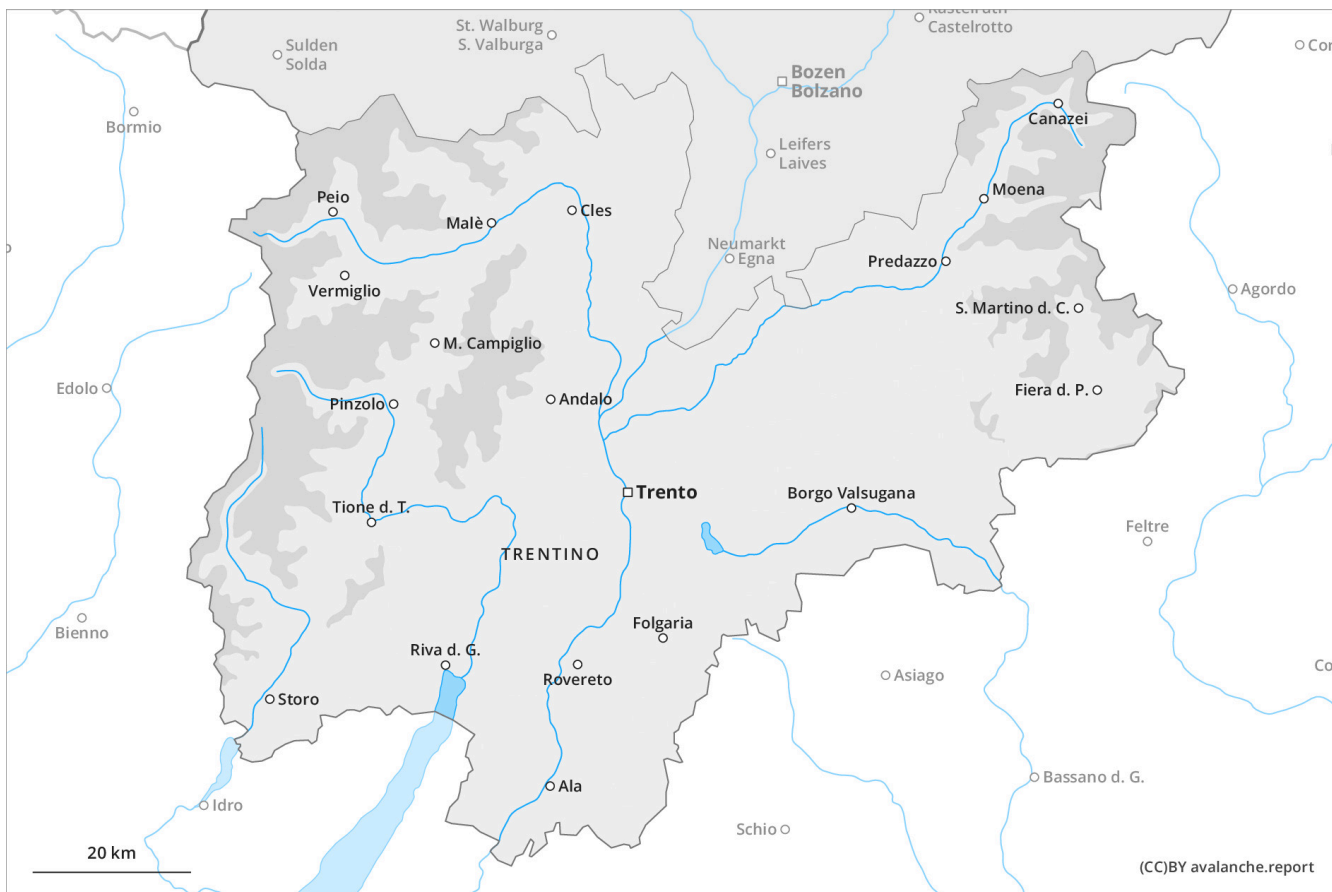 St. Walburg
S. Valburga
Castelrotto
Sulden
Solda
Bozen
Bolzano
Bormio
Canazei
Leifers
Laives
Moena
Peio
Malè
Cles
Neumarkt
Egna
Predazzo
Vermiglio
Agordo
S. Martino d. C.
M. Campiglio
Edolo
Pinzolo
Andalo
Fiera d. P.
Trento
Borgo Valsugana
Tione d. T.
Feltre
TRENTINO
Bienno
Folgaria
Riva d. G.
Rovereto
Asiago
Storo
Bassano d. G.
Ala
Idro
Schio
20 km
(CC)BY avalanche.report